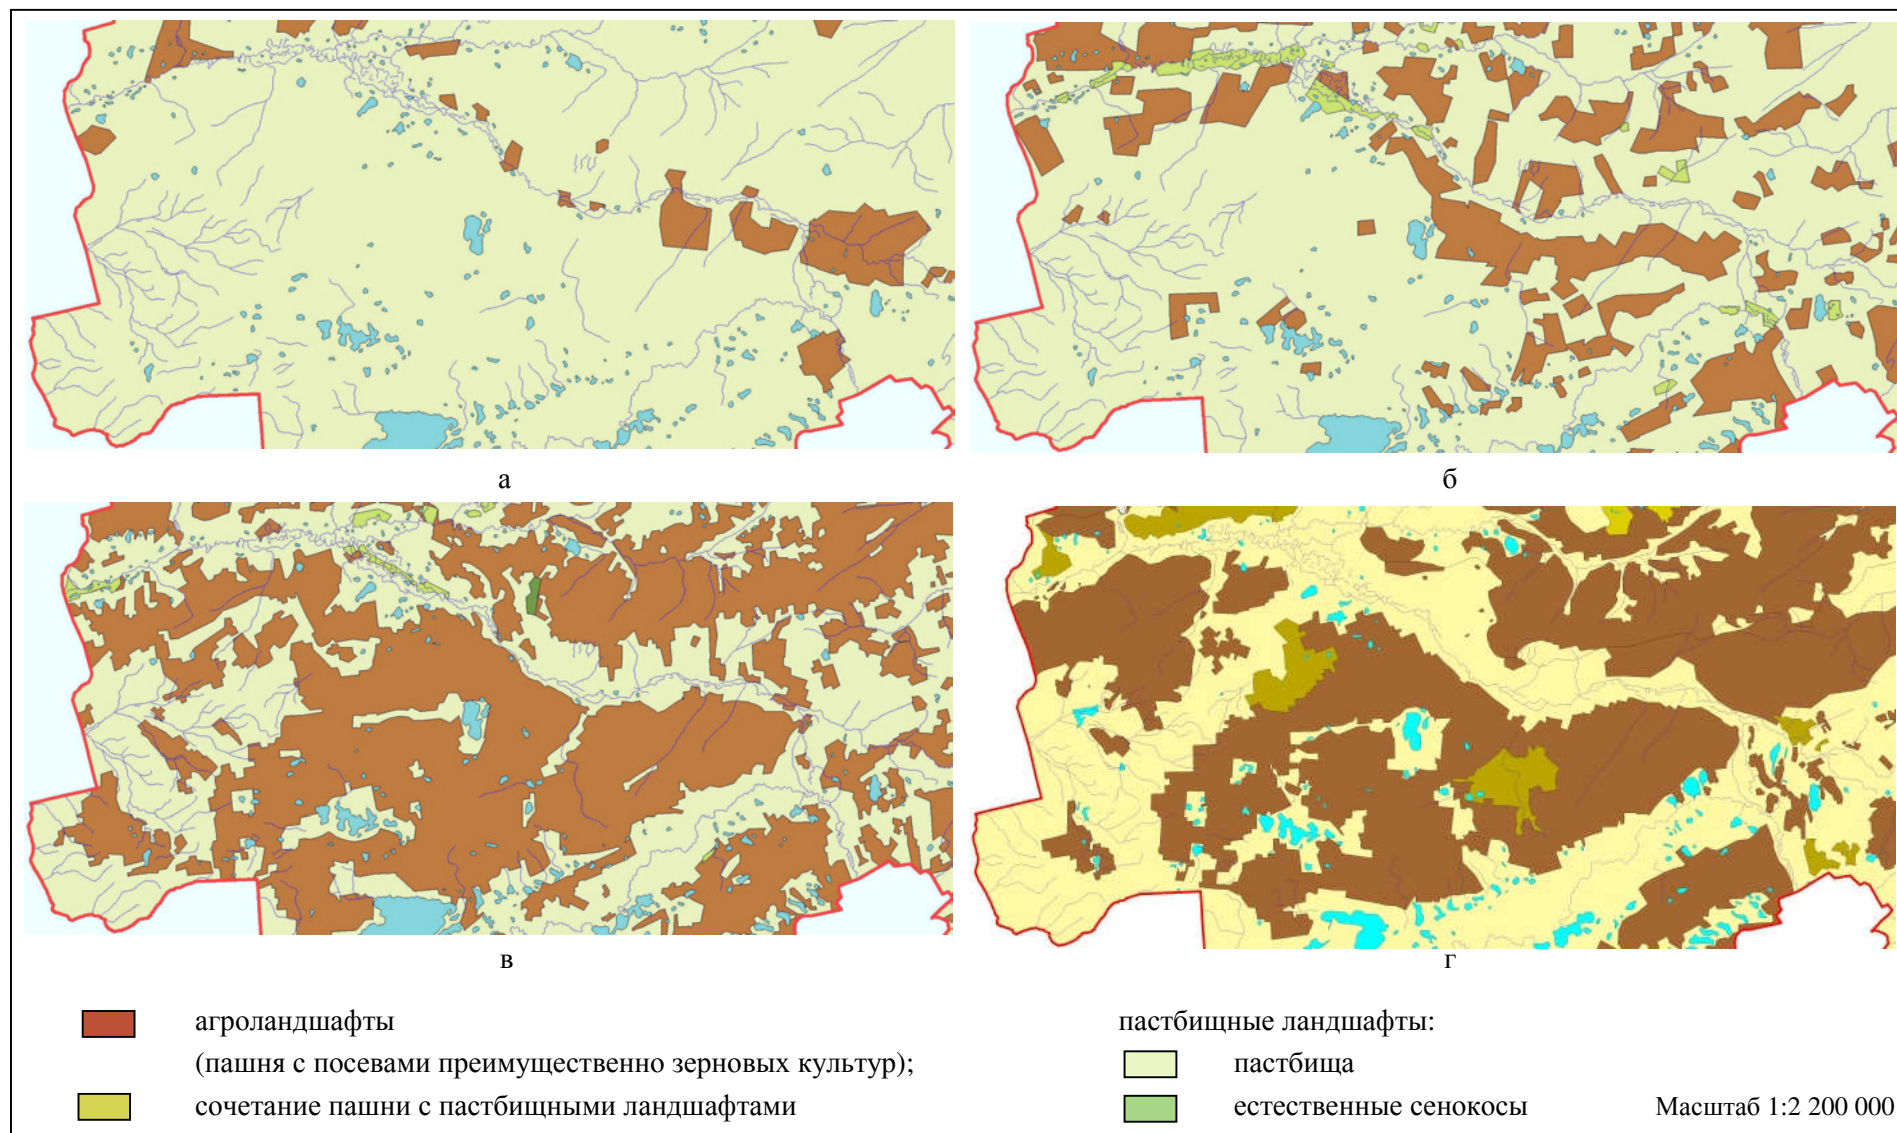 а
б
в
г
агроландшафты
(пашня с посевами преимущественно зерновых культур);
сочетание пашни с пастбищными ландшафтами
пастбищные ландшафты:
пастбища
естественные сенокосы
Масштаб 1:2 200 000